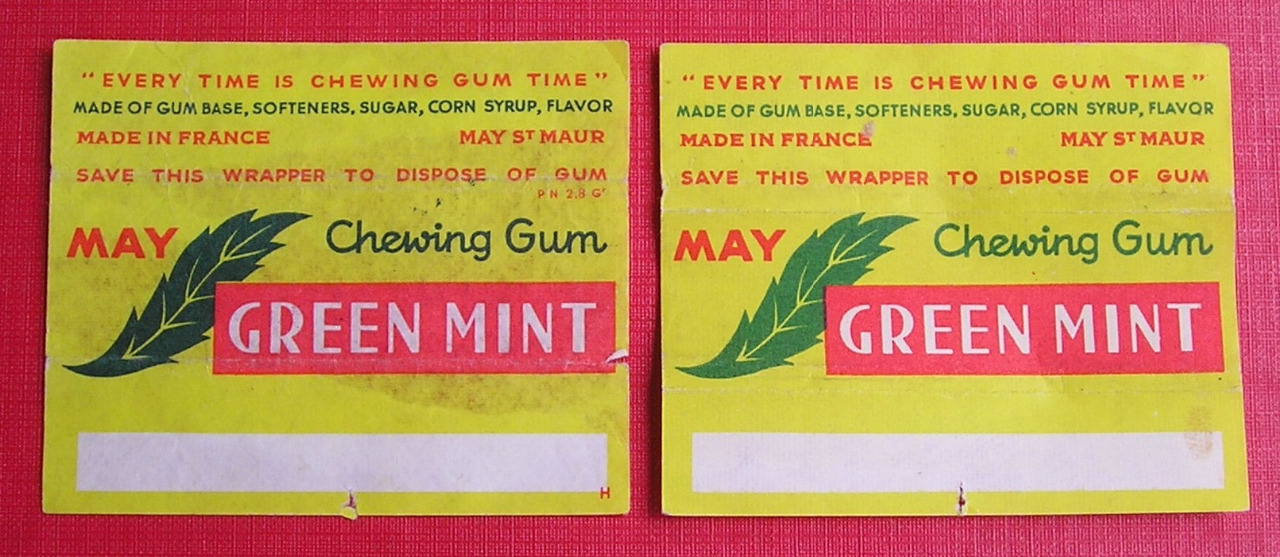 "EVERY TIME IS CHEWING GUM TIME"
MADE OF GUM BASE, SOFTENERS, SUGAR, CORN SYRUP, FLAVOR
MADE IN FRANCE MAY ST MAUR
SAVE THIS WRAPPER TO DISPOSE OF GUM
P N 2.8 Gr
MAY Chewing Gum
GREEN MINT
H
"EVERY TIME IS CHEWING GUM TIME"
MADE OF GUM BASE, SOFTENERS, SUGAR, CORN SYRUP, FLAVOR
MADE IN FRANCE MAY ST MAUR
SAVE THIS WRAPPER TO DISPOSE OF GUM
MAY Chewing Gum
GREEN MINT